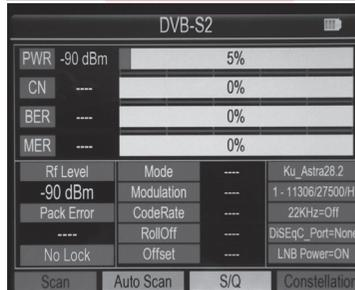 DVB-S2
PWR -90 dBm 5%
CN ---- 0%
BER ---- 0%
MER ---- 0%
Rf Level Mode ---- Ku_Astra28.2
-90 dBm Modulation ---- 1 - 11306/27500/H
Pack Error CodeRate ---- 22KHz=Off
---- RollOff ---- DiSEqC_Port=None
No Lock Offset ---- LNB Power=ON
Scan Auto Scan S/Q Constellation